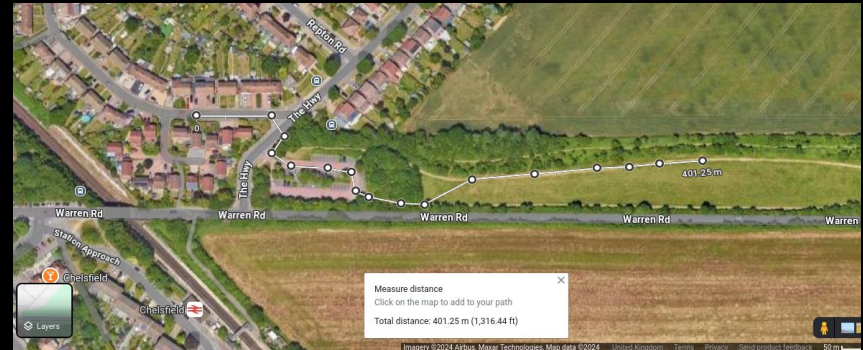 Repton Rd
The Hwy
0
The Hwy
401.25 m
Warren Rd
Warren Rd
Warren Rd
Warren Rd
Warren
Station Approach
Chelsfield
Chelsfield
Layers
Measure distance
Click on the map to add to your path
Total distance: 401.25 m (1,316.44 ft)
Imagery ©2024 Airbus, Maxar Technologies, Map data ©2024 United Kingdom Terms Privacy Send product feedback 50 m